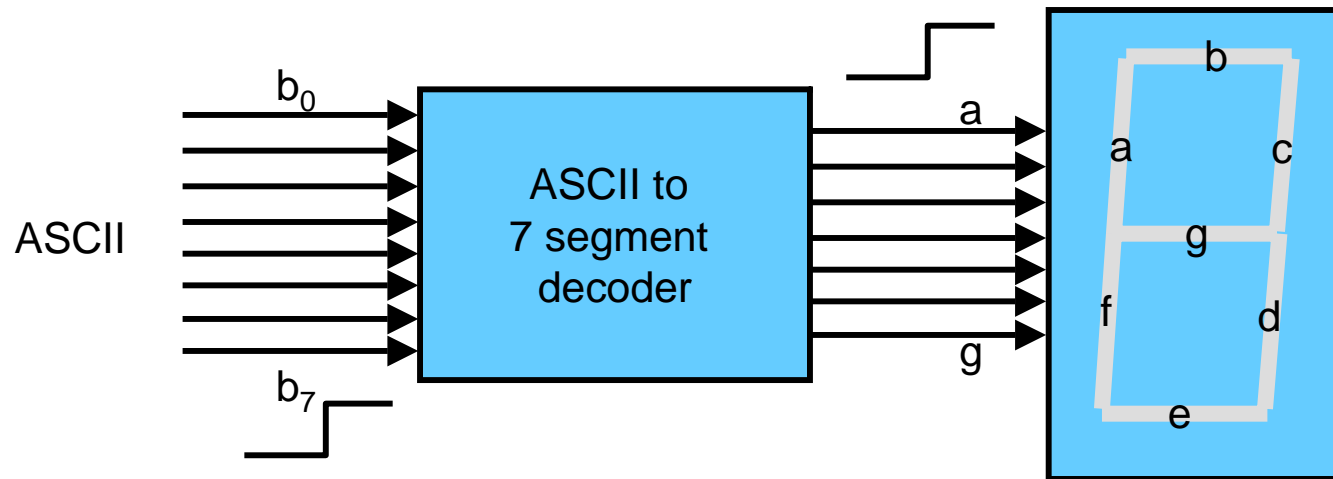 ASCII
b₀
b₇
ASCII to
7 segment
decoder
a
g
b
a
c
g
f
d
e